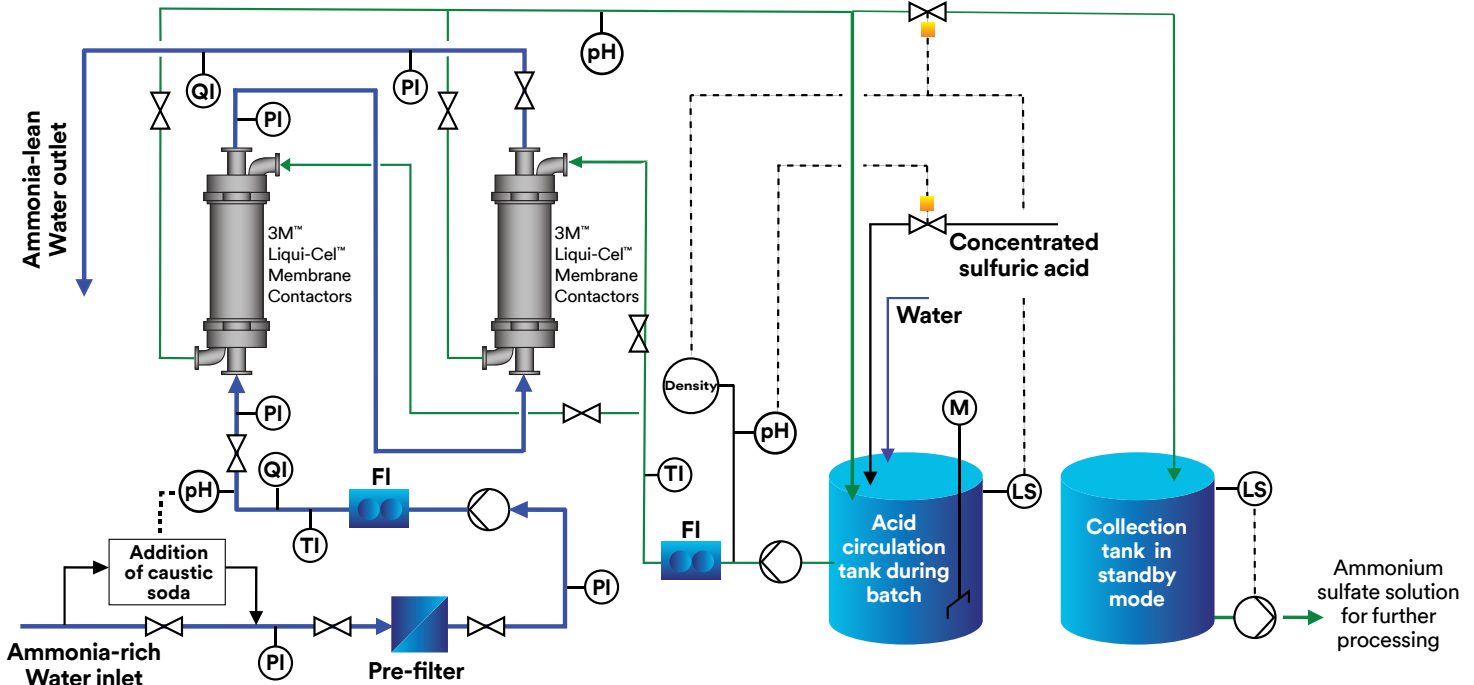 pH
QI
PI
PI
Ammonia-lean
Water outlet
3M™
Liqui-Cel™
Membrane
Contactors
3M™
Liqui-Cel™
Membrane
Contactors
Concentrated
sulfuric acid
Water
Density
PI
pH
M
pH
QI
FI
TI
TI
FI
LS
LS
Addition
of caustic
soda
Acid
circulation
tank during
batch
Collection
tank in
standby
mode
PI
PI
Ammonia-rich
Water inlet
Pre-filter
Ammonium
sulfate solution
for further
processing